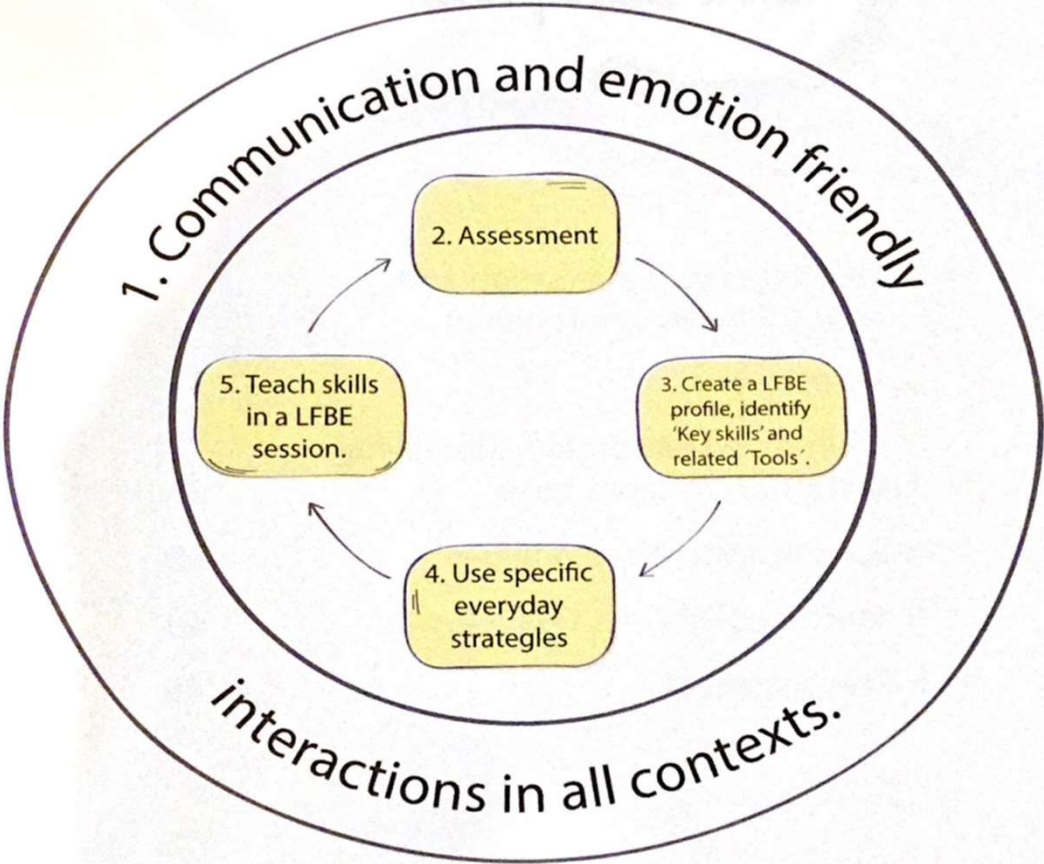 1. Communication and emotion friendly
interactions in all contexts.
2. Assessment
3. Create a LFBE
profile, identify
'Key skills' and
related ´Tools´.
4. Use specific
everyday
strategles
5. Teach skills
in a LFBE
session.